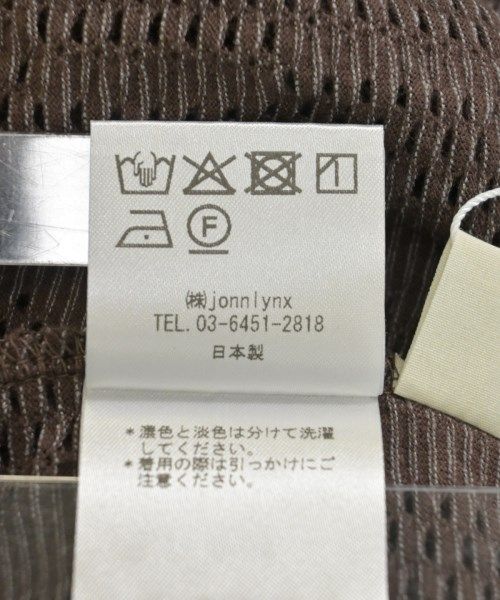 F
㈱jonnlynx
TEL. 03-6451-2818
日本製
*濃色と淡色は分けて洗濯
してください。
*着用の際は引っかけにご
注意ください。